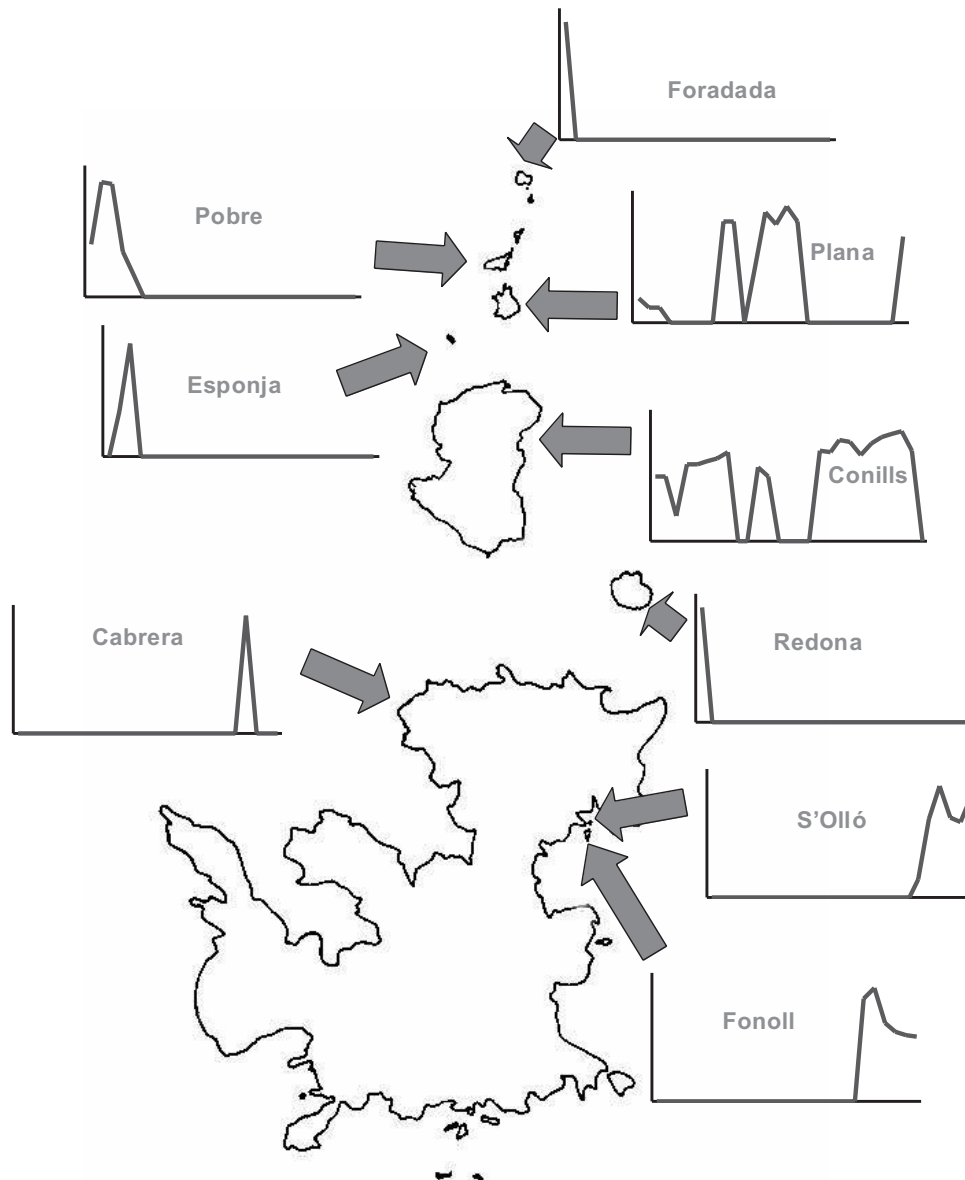 Foradada
Pobre
Plana
Esponja
Conills
Cabrera
Redona
S’Olló
Fonoll